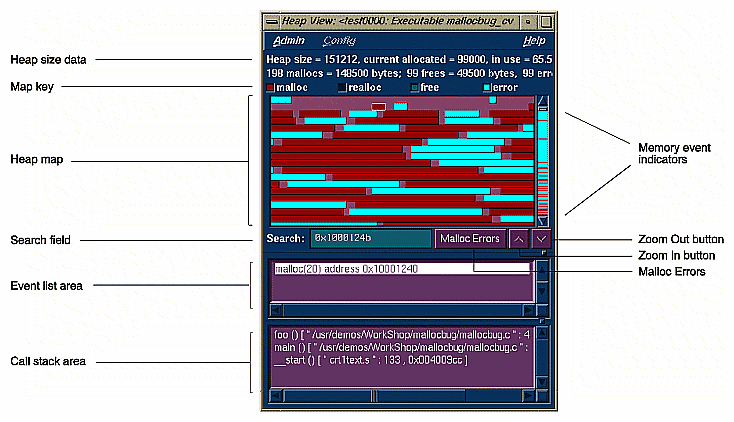 Heap View: <test0000: Executable mallocbug_cv
Admin Config Help
Heap size data
Heap size = 151212, current allocated = 99000, in use = 65.5
198 mallocs = 148500 bytes; 99 frees = 49500 bytes, 99 erro
Map key
malloc realloc free error
Heap map
Memory event
indicators
Search field
Search: 0x1000124b Malloc Errors
Zoom Out button
Zoom In button
Malloc Errors
Event list area
malloc(20) address 0x10001240
Call stack area
foo () [ "/usr/demos/WorkShop/mallocbug/mallocbug.c" : 4
main () [ "/usr/demos/WorkShop/mallocbug/mallocbug.c" :
__start () [ "crt1text.s" : 133, 0x004009cc ]